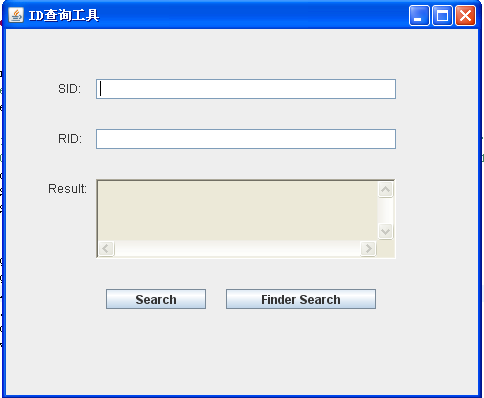 ID查询工具
SID:
RID:
Result:
Search
Finder Search